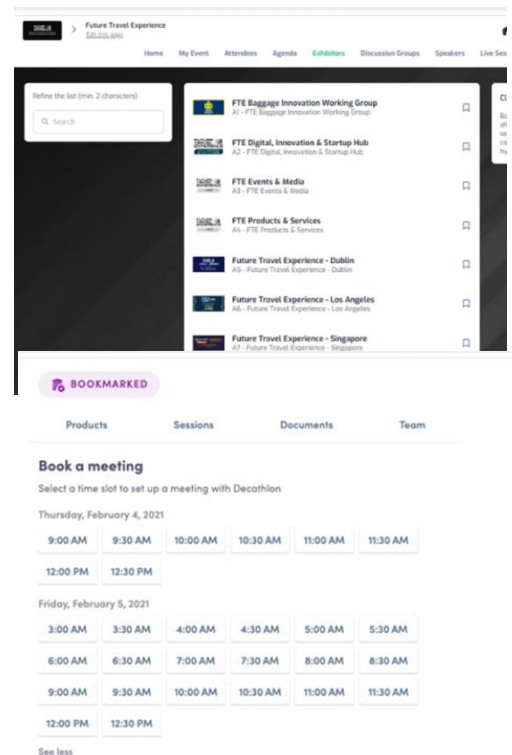 Future Travel Experience
Edit this page
Home My Event Attendees Agenda Exhibitors Discussion Groups Speakers Live Ses
Refine the list (min. 2 characters)
Search
FTE Baggage Innovation Working Group
A1 - FTE Baggage Innovation Working Group
FTE Digital, Innovation & Startup Hub
A2 - FTE Digital, Innovation & Startup Hub
FTE Events & Media
A3 - FTE Events & Media
FTE Products & Services
A4 - FTE Products & Services
Future Travel Experience - Dublin
A5 - Future Travel Experience - Dublin
Future Travel Experience - Los Angeles
A6 - Future Travel Experience - Los Angeles
Future Travel Experience - Singapore
A7 - Future Travel Experience - Singapore
BOOKMARKED
Products Sessions Documents Team
Book a meeting
Select a time slot to set up a meeting with Decathlon
Thursday, February 4, 2021
9:00 AM 9:30 AM 10:00 AM 10:30 AM 11:00 AM 11:30 AM
12:00 PM 12:30 PM
Friday, February 5, 2021
3:00 AM 3:30 AM 4:00 AM 4:30 AM 5:00 AM 5:30 AM
6:00 AM 6:30 AM 7:00 AM 7:30 AM 8:00 AM 8:30 AM
9:00 AM 9:30 AM 10:00 AM 10:30 AM 11:00 AM 11:30 AM
12:00 PM 12:30 PM
See less